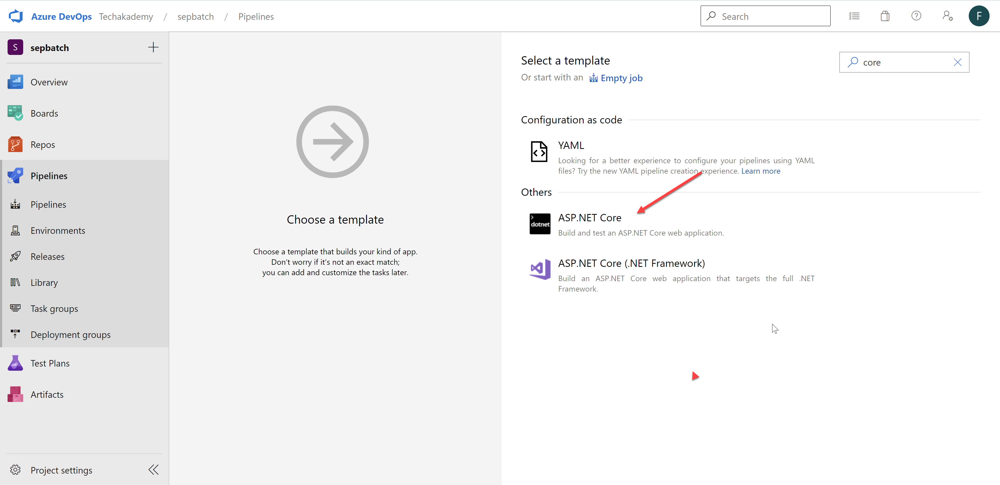 Azure DevOps Techakademy / sepbatch / Pipelines
Search
F
S sepbatch
Overview
Boards
Repos
Pipelines
Pipelines
Environments
Releases
Library
Task groups
Deployment groups
Test Plans
Artifacts
Project settings
Choose a template
Choose a template that builds your kind of app.
Don’t worry if it’s not an exact match;
you can add and customize the tasks later.
Select a template
core
Or start with an Empty job
Configuration as code
YAML
Looking for a better experience to configure your pipelines using YAML
files? Try the new YAML pipeline creation experience. Learn more
Others
dotnet
ASP.NET Core
Build and test an ASP.NET Core web application.
ASP.NET Core (.NET Framework)
Build an ASP.NET Core web application that targets the full .NET
Framework.